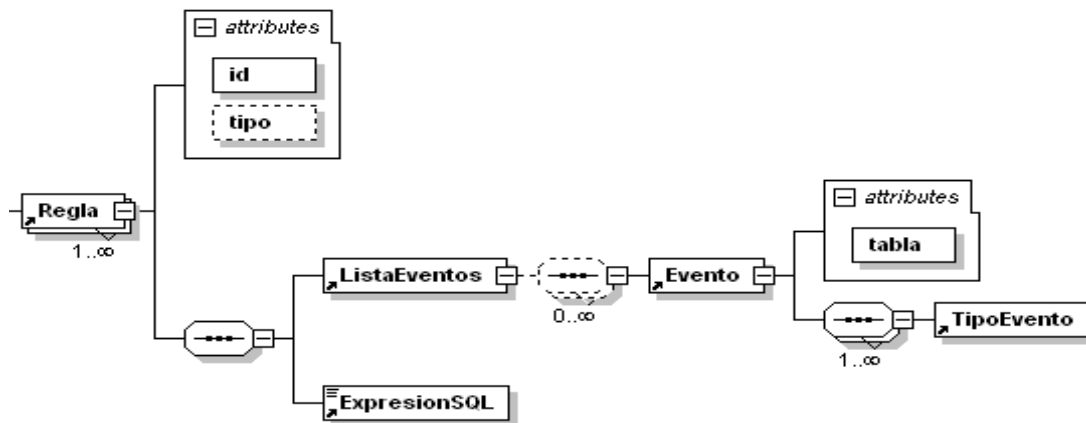 attributes
id
tipo
Regla
1..∞
attributes
tabla
ListaEventos
0..∞
Evento
TipoEvento
1..∞
ExpresionSQL